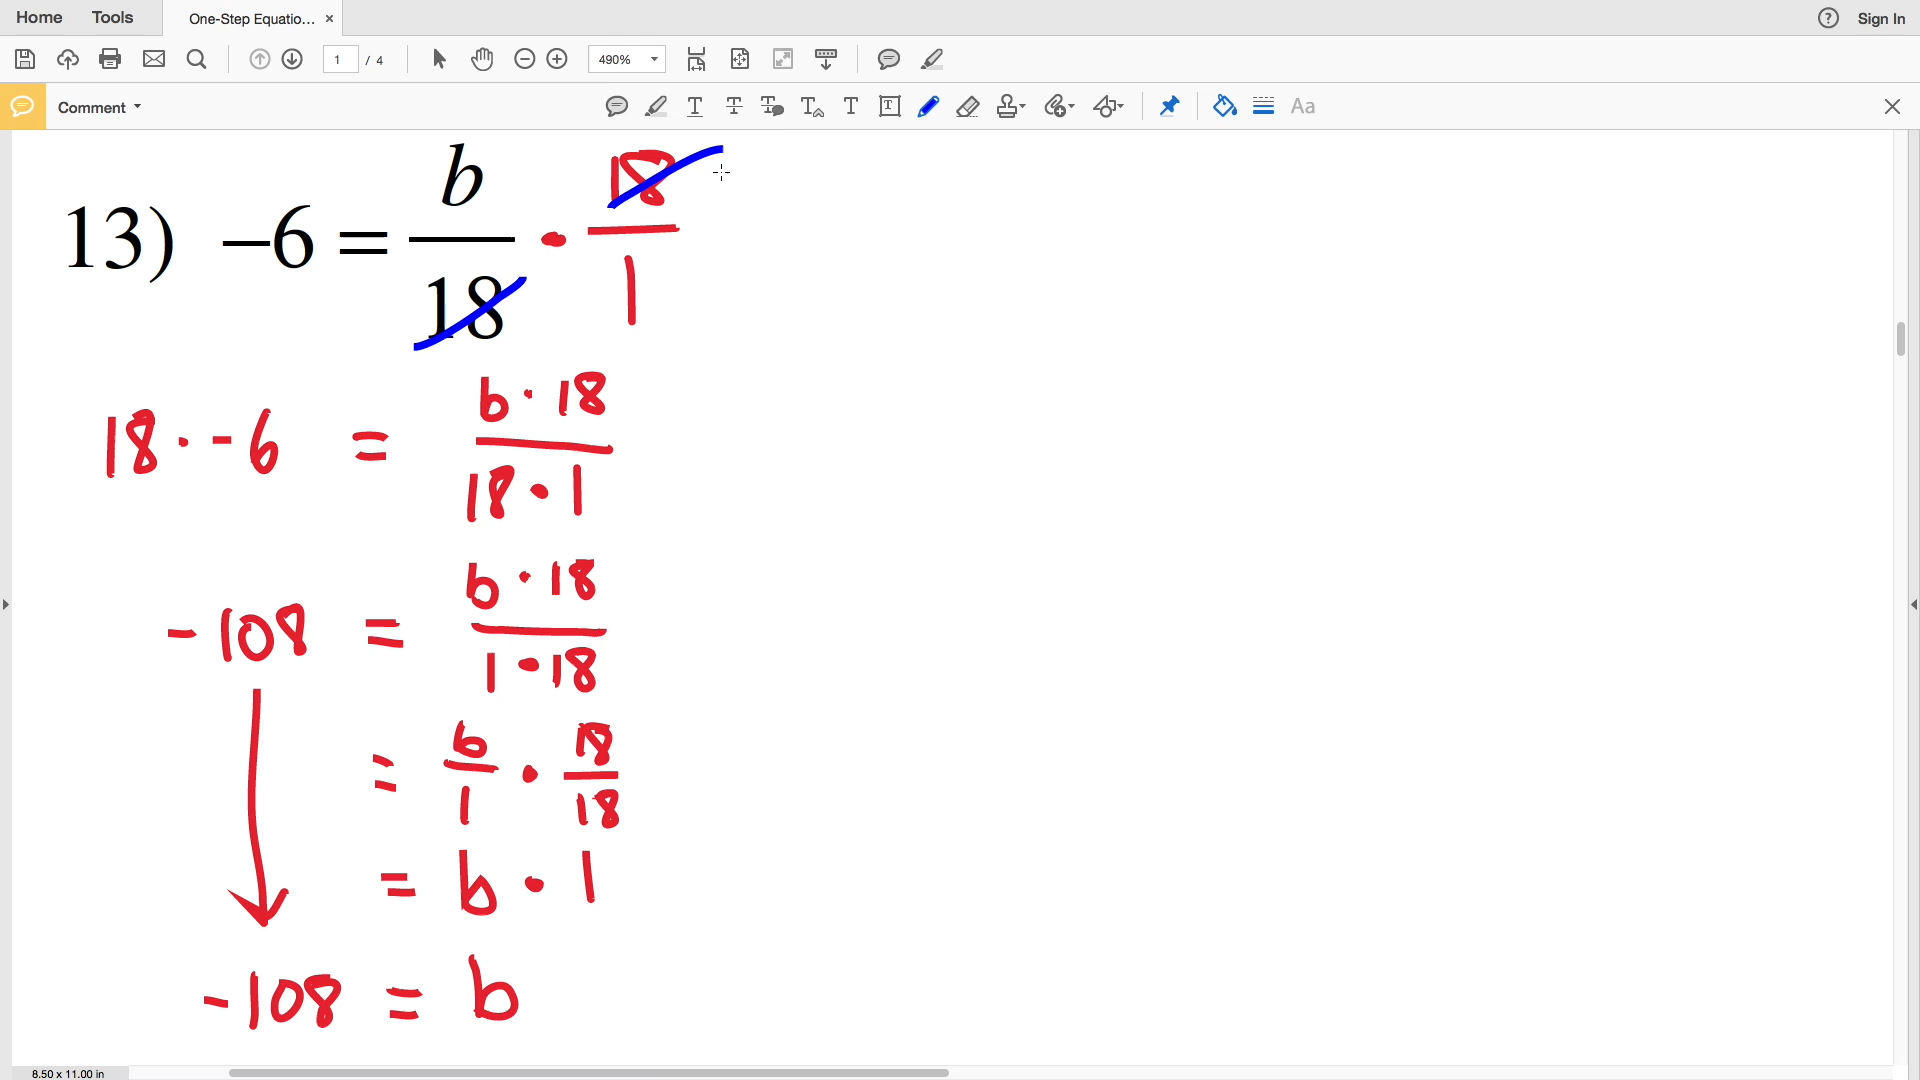 Home Tools One-Step Equatio... × ? Sign In
1 / 4 490%
Comment T T T T T T Aa
13) −6 = b/18 · 18/1
18 · -6 = b · 18 / 18 · 1
-108 = b · 18 / 1 · 18
= b/1 · 18/18
= b · 1
-108 = b
8.50 x 11.00 in